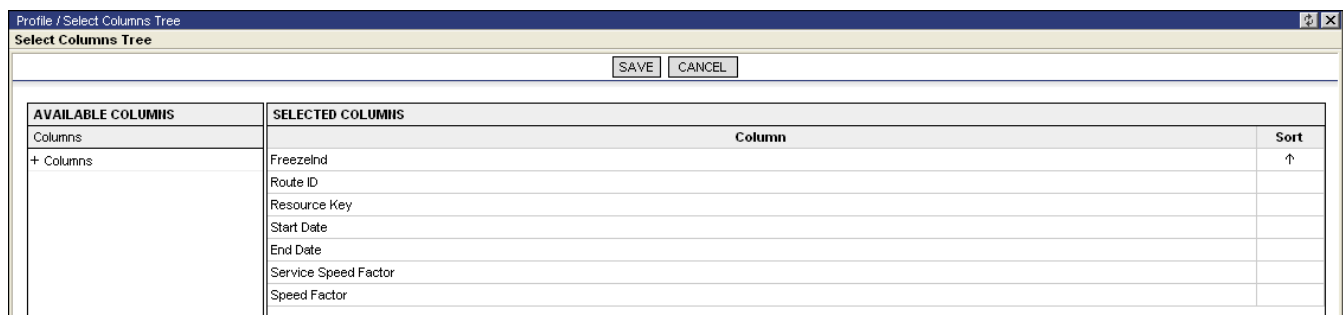 Profile / Select Columns Tree
Select Columns Tree
SAVE CANCEL
AVAILABLE COLUMNS SELECTED COLUMNS
Columns Column Sort
+ Columns FreezeInd ↑
Route ID
Resource Key
Start Date
End Date
Service Speed Factor
Speed Factor